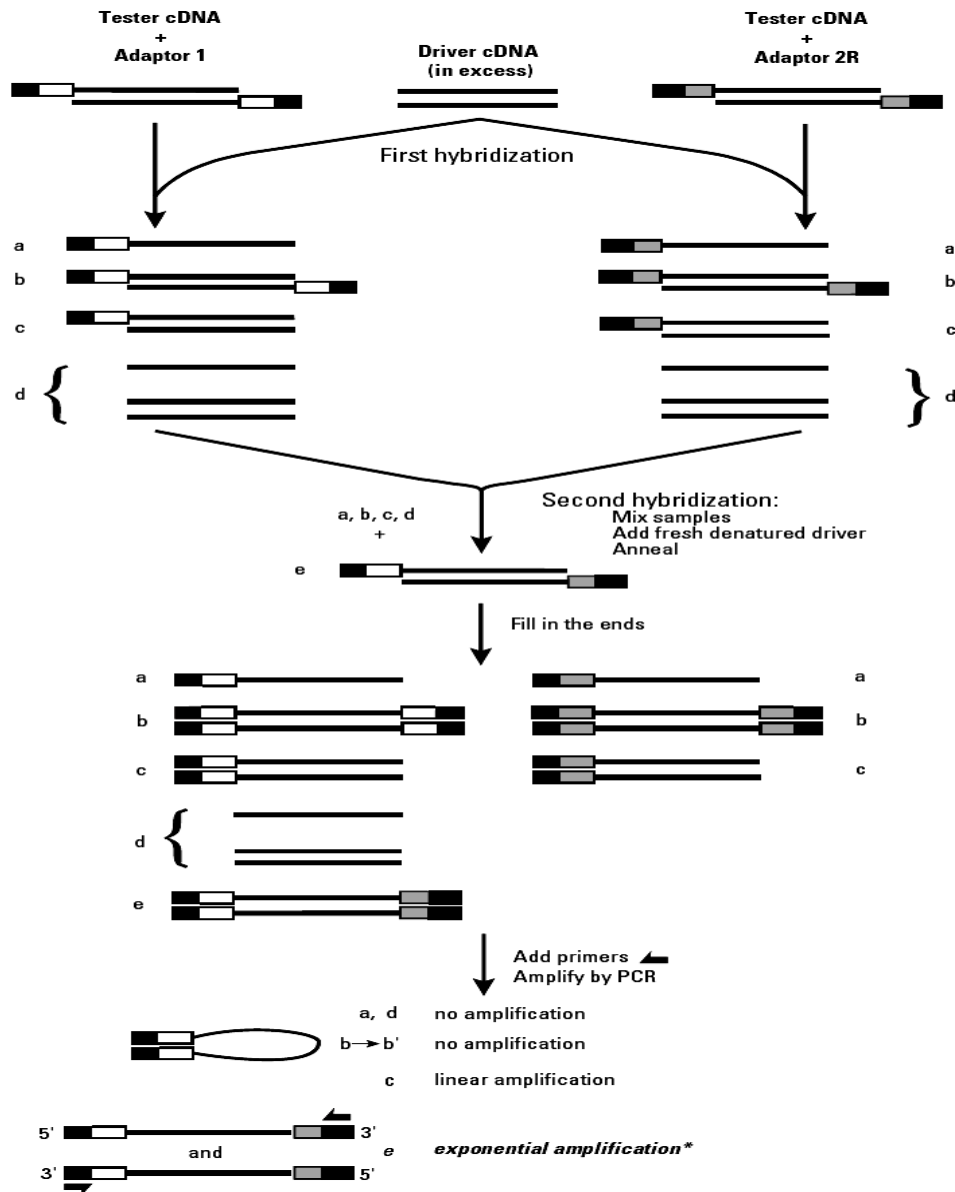 Tester cDNA
+
Adaptor 1
Driver cDNA
(in excess)
Tester cDNA
+
Adaptor 2R
First hybridization
a
b
c
d
a
b
c
d
a, b, c, d
+
Second hybridization:
Mix samples
Add fresh denatured driver
Anneal
e
Fill in the ends
a
b
c
d
e
a
b
c
Add primers
Amplify by PCR
a, d no amplification
b→b' no amplification
c linear amplification
5' 3'
and
3' 5'
e exponential amplification*